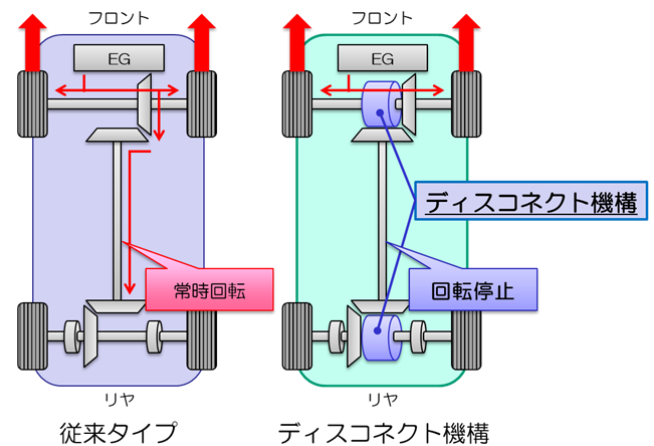 フロント
EG
常時回転
リヤ
従来タイプ
フロント
EG
ディスコネクト機構
回転停止
リヤ
ディスコネクト機構